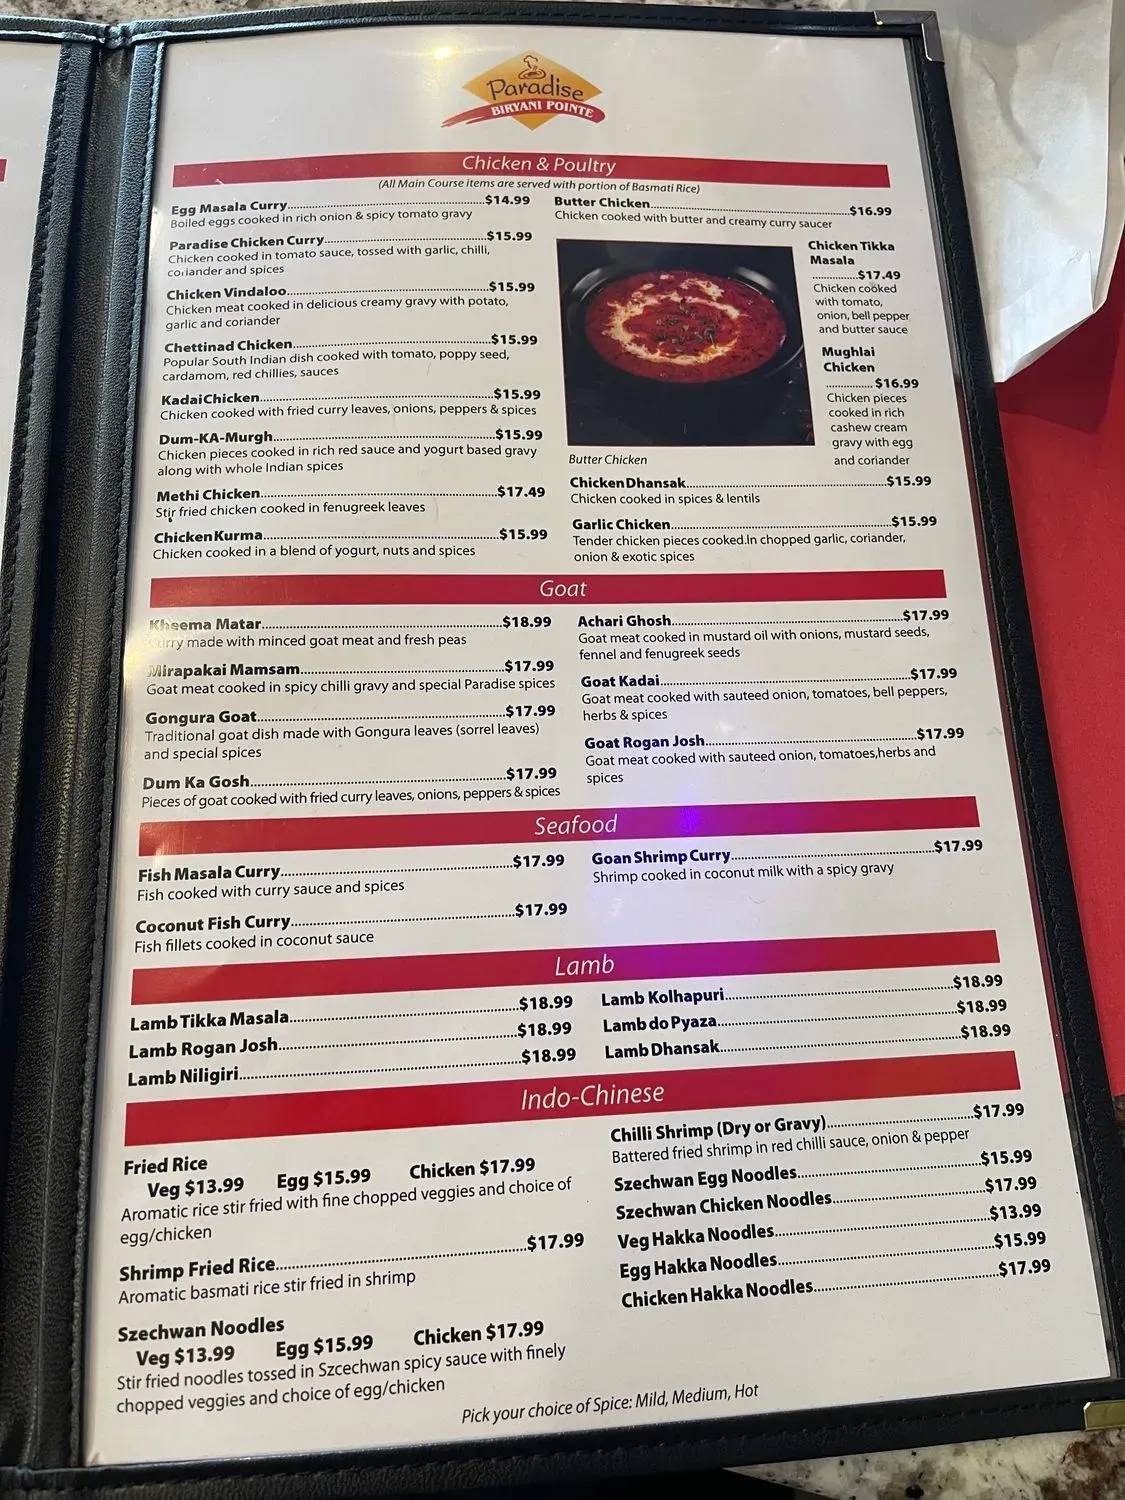 Paradise
BIRYANI POINTE
Chicken & Poultry
(All Main Course items are served with portion of Basmati Rice)
Egg Masala Curry $14.99
Boiled eggs cooked in rich onion & spicy tomato gravy
Paradise Chicken Curry $15.99
Chicken cooked in tomato sauce, tossed with garlic, chilli,
coriander and spices
Chicken Vindaloo $15.99
Chicken meat cooked in delicious creamy gravy with potato,
garlic and coriander
Chettinad Chicken $15.99
Popular South Indian dish cooked with tomato, poppy seed,
cardamom, red chillies, sauces
Kadai Chicken $15.99
Chicken cooked with fried curry leaves, onions, peppers & spices
Dum-KA-Murgh $15.99
Chicken pieces cooked in rich red sauce and yogurt based gravy
along with whole Indian spices
Methi Chicken $17.49
Stir fried chicken cooked in fenugreek leaves
Chicken Kurma $15.99
Chicken cooked in a blend of yogurt, nuts and spices
Butter Chicken $16.99
Chicken cooked with butter and creamy curry saucer
Chicken Tikka
Masala
$17.49
Chicken cooked
with tomato,
onion, bell pepper
and butter sauce
Mughlai
Chicken
$16.99
Chicken pieces
cooked in rich
cashew cream
gravy with egg
and coriander
Butter Chicken
Chicken Dhansak $15.99
Chicken cooked in spices & lentils
Garlic Chicken $15.99
Tender chicken pieces cooked.In chopped garlic, coriander,
onion & exotic spices
Goat
Kheema Matar $18.99
Curry made with minced goat meat and fresh peas
Mirapakai Mamsam $17.99
Goat meat cooked in spicy chilli gravy and special Paradise spices
Gongura Goat $17.99
Traditional goat dish made with Gongura leaves (sorrel leaves)
and special spices
Dum Ka Gosh $17.99
Pieces of goat cooked with fried curry leaves, onions, peppers & spices
Achari Ghosh $17.99
Goat meat cooked in mustard oil with onions, mustard seeds,
fennel and fenugreek seeds
Goat Kadai $17.99
Goat meat cooked with sauteed onion, tomatoes, bell peppers,
herbs & spices
Goat Rogan Josh $17.99
Goat meat cooked with sauteed onion, tomatoes,herbs and
spices
Seafood
Fish Masala Curry $17.99
Fish cooked with curry sauce and spices
Coconut Fish Curry $17.99
Fish fillets cooked in coconut sauce
Goan Shrimp Curry $17.99
Shrimp cooked in coconut milk with a spicy gravy
Lamb
Lamb Tikka Masala $18.99
Lamb Rogan Josh $18.99
Lamb Niligiri $18.99
Lamb Kolhapuri $18.99
Lamb do Pyaza $18.99
Lamb Dhansak $18.99
Indo-Chinese
Fried Rice
Veg $13.99 Egg $15.99 Chicken $17.99
Aromatic rice stir fried with fine chopped veggies and choice of
egg/chicken
Shrimp Fried Rice $17.99
Aromatic basmati rice stir fried in shrimp
Szechwan Noodles
Veg $13.99 Egg $15.99 Chicken $17.99
Stir fried noodles tossed in Szcechwan spicy sauce with finely
chopped veggies and choice of egg/chicken
Chilli Shrimp (Dry or Gravy) $17.99
Battered fried shrimp in red chilli sauce, onion & pepper
Szechwan Egg Noodles $15.99
Szechwan Chicken Noodles $17.99
Veg Hakka Noodles $13.99
Egg Hakka Noodles $15.99
Chicken Hakka Noodles $17.99
Pick your choice of Spice: Mild, Medium, Hot